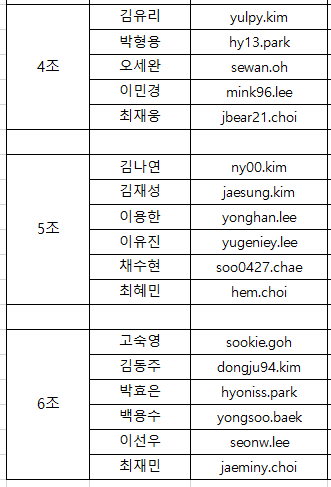 4조
김유리 yulpy.kim
박형용 hy13.park
오세완 sewan.oh
이민경 mink96.lee
최재웅 jbear21.choi
5조
김나연 ny00.kim
김재성 jaesung.kim
이용한 yonghan.lee
이유진 yugeniey.lee
채수현 soo0427.chae
최혜민 hem.choi
6조
고숙영 sookie.goh
김동주 dongju94.kim
박효은 hyoniss.park
백용수 yongsoo.baek
이선우 seonw.lee
최재민 jaeminy.choi